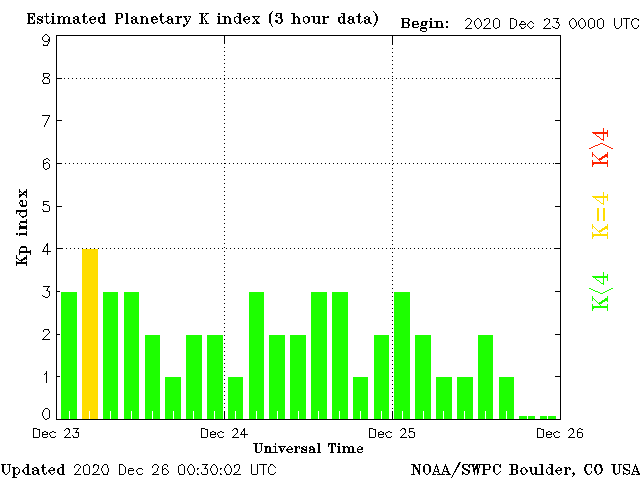 Estimated Planetary K index (3 hour data) Begin: 2020 Dec 23 0000 UTC
9
8
7
6
5
4
3
2
1
0
Kp index
K>4
K=4
K<4
Dec 23 Dec 24 Dec 25 Dec 26
Universal Time
Updated 2020 Dec 26 00:30:02 UTC NOAA/SWPC Boulder, CO USA